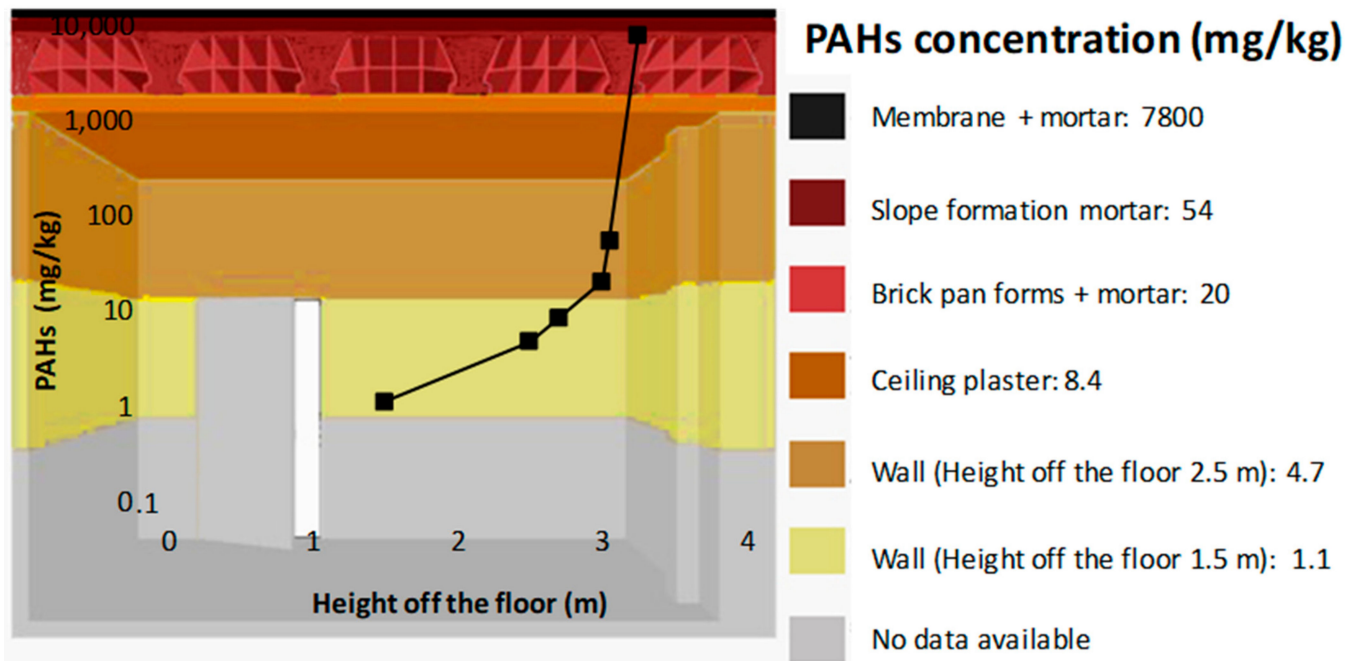 10,000
1,000
100
10
1
0.1
PAHs (mg/kg)
0 1 2 3 4
Height off the floor (m)
PAHs concentration (mg/kg)
Membrane + mortar: 7800
Slope formation mortar: 54
Brick pan forms + mortar: 20
Ceiling plaster: 8.4
Wall (Height off the floor 2.5 m): 4.7
Wall (Height off the floor 1.5 m): 1.1
No data available